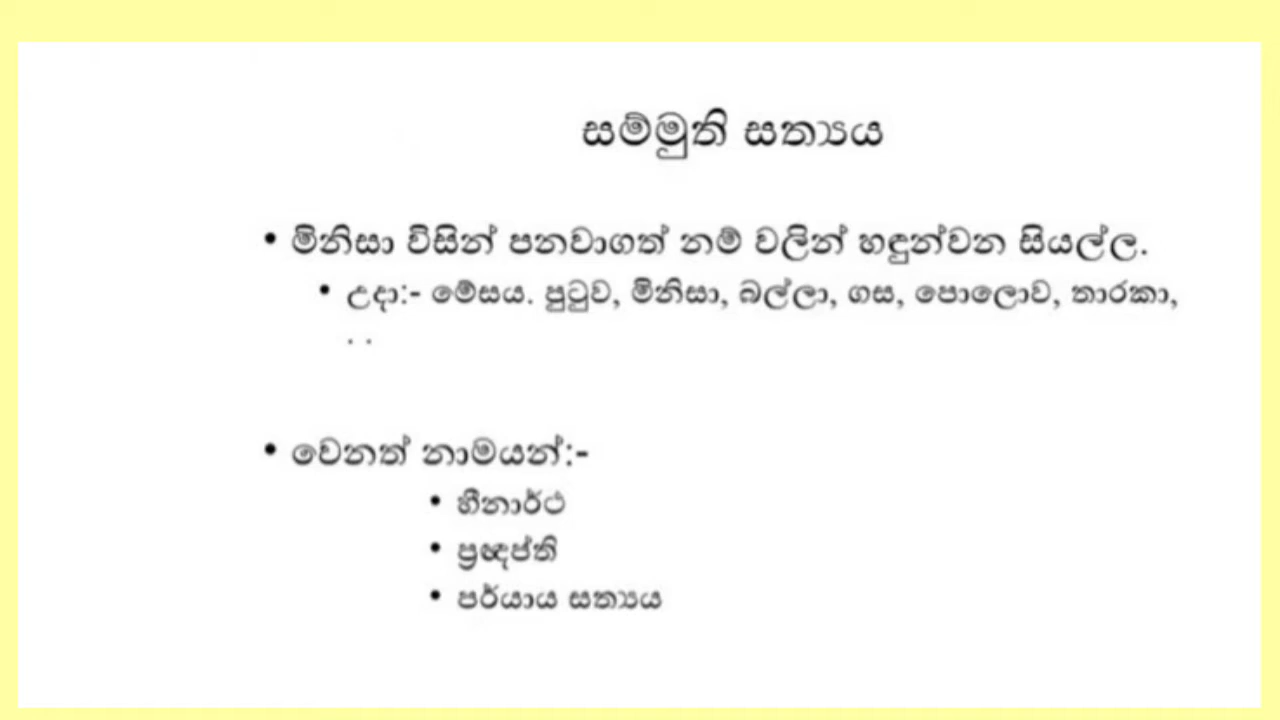 සම්මුති සත්‍යය
• මිනිසා විසින් පනවාගත් නම් වලින් හඳුන්වන සියල්ල.
• උදා:- මේසය. පුටුව, මිනිසා, බල්ලා, ගස, පොලොව, තාරකා,
. .
• වෙනත් නාමයන්:-
• හීනාර්ථ
• ප්‍රඥප්ති
• පර්යාය සත්‍යය